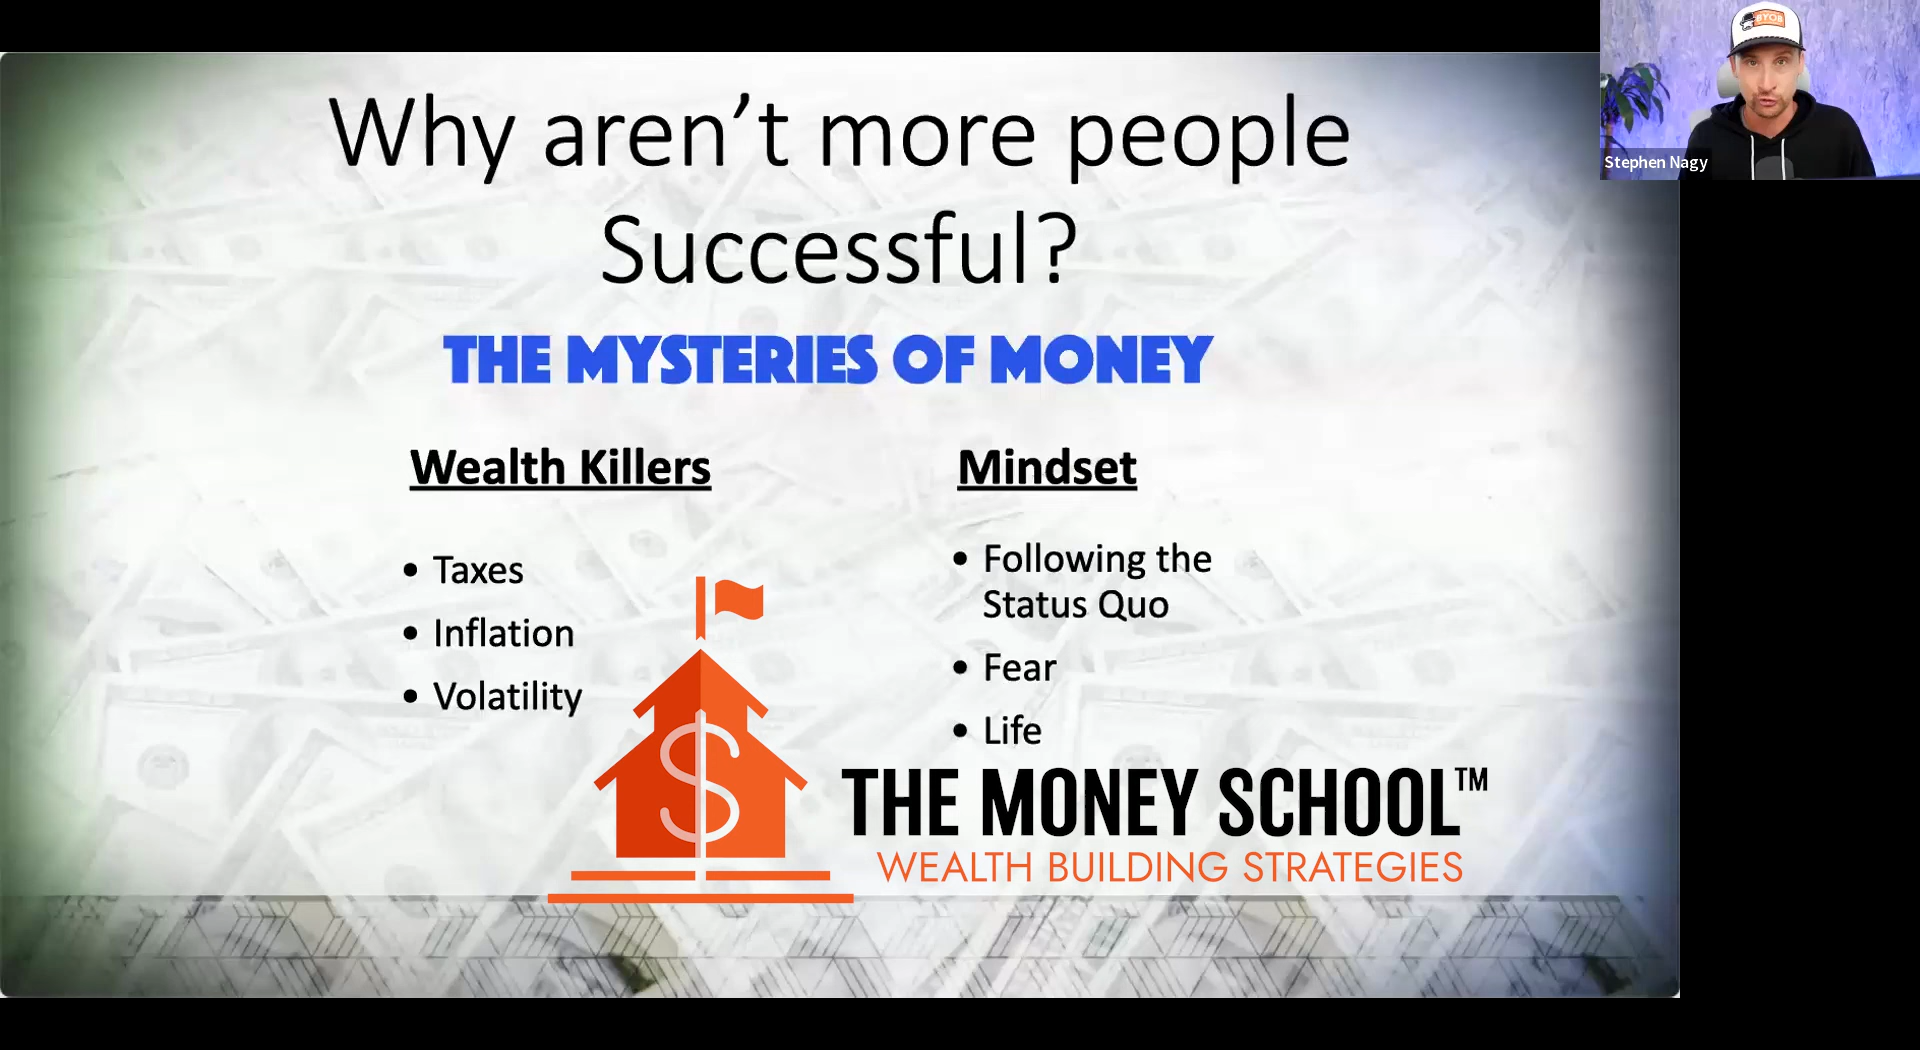 Why aren’t more people
Successful?
THE MYSTERIES OF MONEY
Wealth Killers
• Taxes
• Inflation
• Volatility
Mindset
• Following the
Status Quo
• Fear
• Life
$
THE MONEY SCHOOL™
WEALTH BUILDING STRATEGIES
BYOB
Stephen Nagy